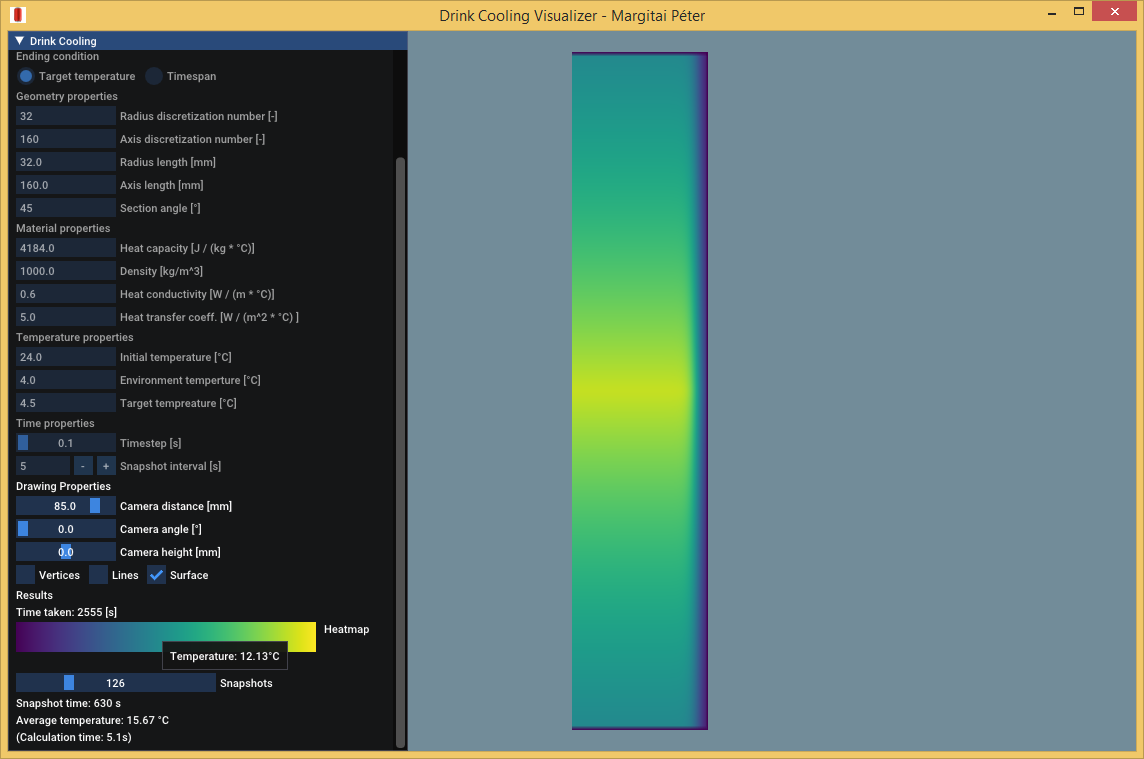 Drink Cooling Visualizer - Margitai Péter
Drink Cooling
Ending condition
Target temperature Timespan
Geometry properties
32 Radius discretization number [-]
160 Axis discretization number [-]
32.0 Radius length [mm]
160.0 Axis length [mm]
45 Section angle [°]
Material properties
4184.0 Heat capacity [J / (kg * °C)]
1000.0 Density [kg/m^3]
0.6 Heat conductivity [W / (m * °C)]
5.0 Heat transfer coeff. [W / (m^2 * °C) ]
Temperature properties
24.0 Initial temperature [°C]
4.0 Environment temperture [°C]
4.5 Target tempreature [°C]
Time properties
0.1 Timestep [s]
5 - + Snapshot interval [s]
Drawing Properties
85.0 Camera distance [mm]
0.0 Camera angle [°]
0.0 Camera height [mm]
Vertices Lines Surface
Results
Time taken: 2555 [s]
Heatmap
Temperature: 12.13°C
126 Snapshots
Snapshot time: 630 s
Average temperature: 15.67 °C
(Calculation time: 5.1s)